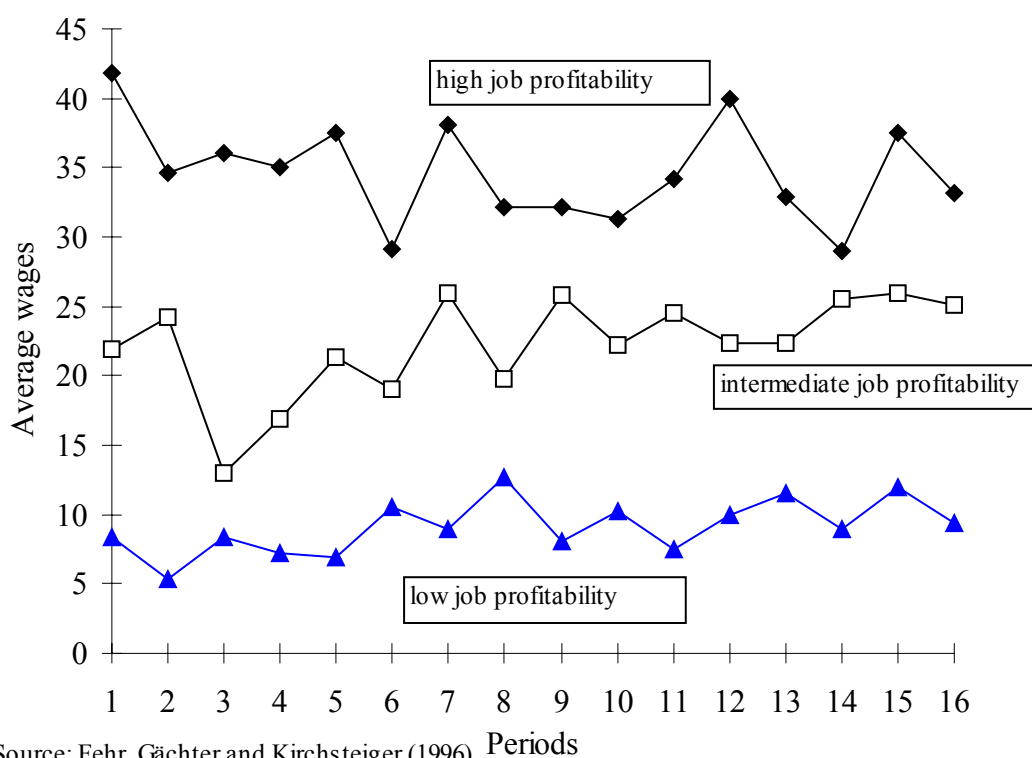 45
40
35
30
25
20
15
10
5
0
Average wages
high job profitability
intermediate job profitability
low job profitability
1 2 3 4 5 6 7 8 9 10 11 12 13 14 15 16
Periods
Source: Fehr, Gächter and Kirchsteiger (1996)